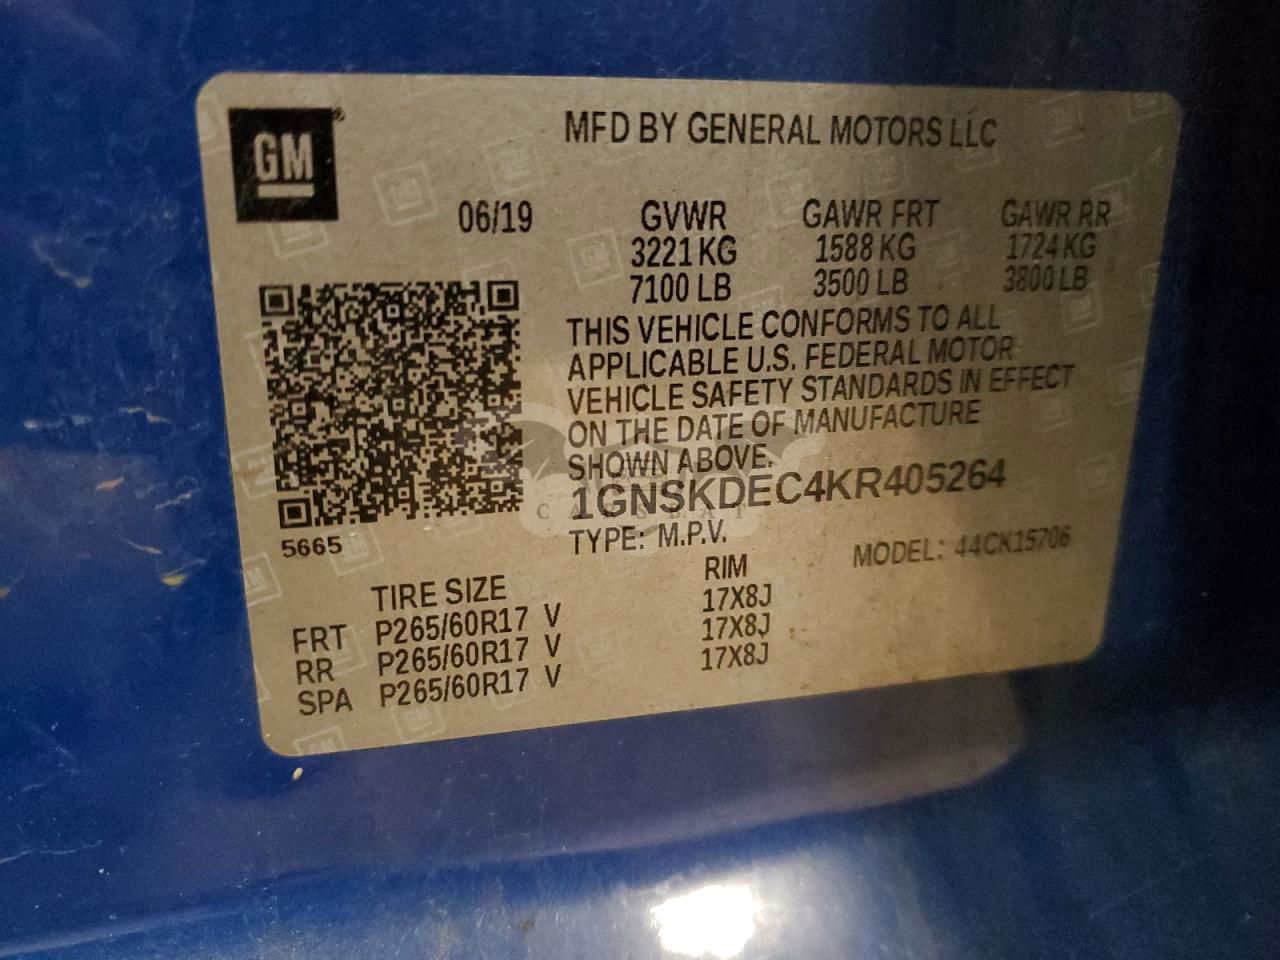 GM
MFD BY GENERAL MOTORS LLC
06/19 GVWR GAWR FRT GAWR RR
3221 KG 1588 KG 1724 KG
7100 LB 3500 LB 3800 LB
THIS VEHICLE CONFORMS TO ALL
APPLICABLE U.S. FEDERAL MOTOR
VEHICLE SAFETY STANDARDS IN EFFECT
ON THE DATE OF MANUFACTURE
SHOWN ABOVE.
1GNSKDEC4KR405264
TYPE: M.P.V. MODEL: 44CK15706
5665
TIRE SIZE RIM
FRT P265/60R17 V 17X8J
RR P265/60R17 V 17X8J
SPA P265/60R17 V 17X8J